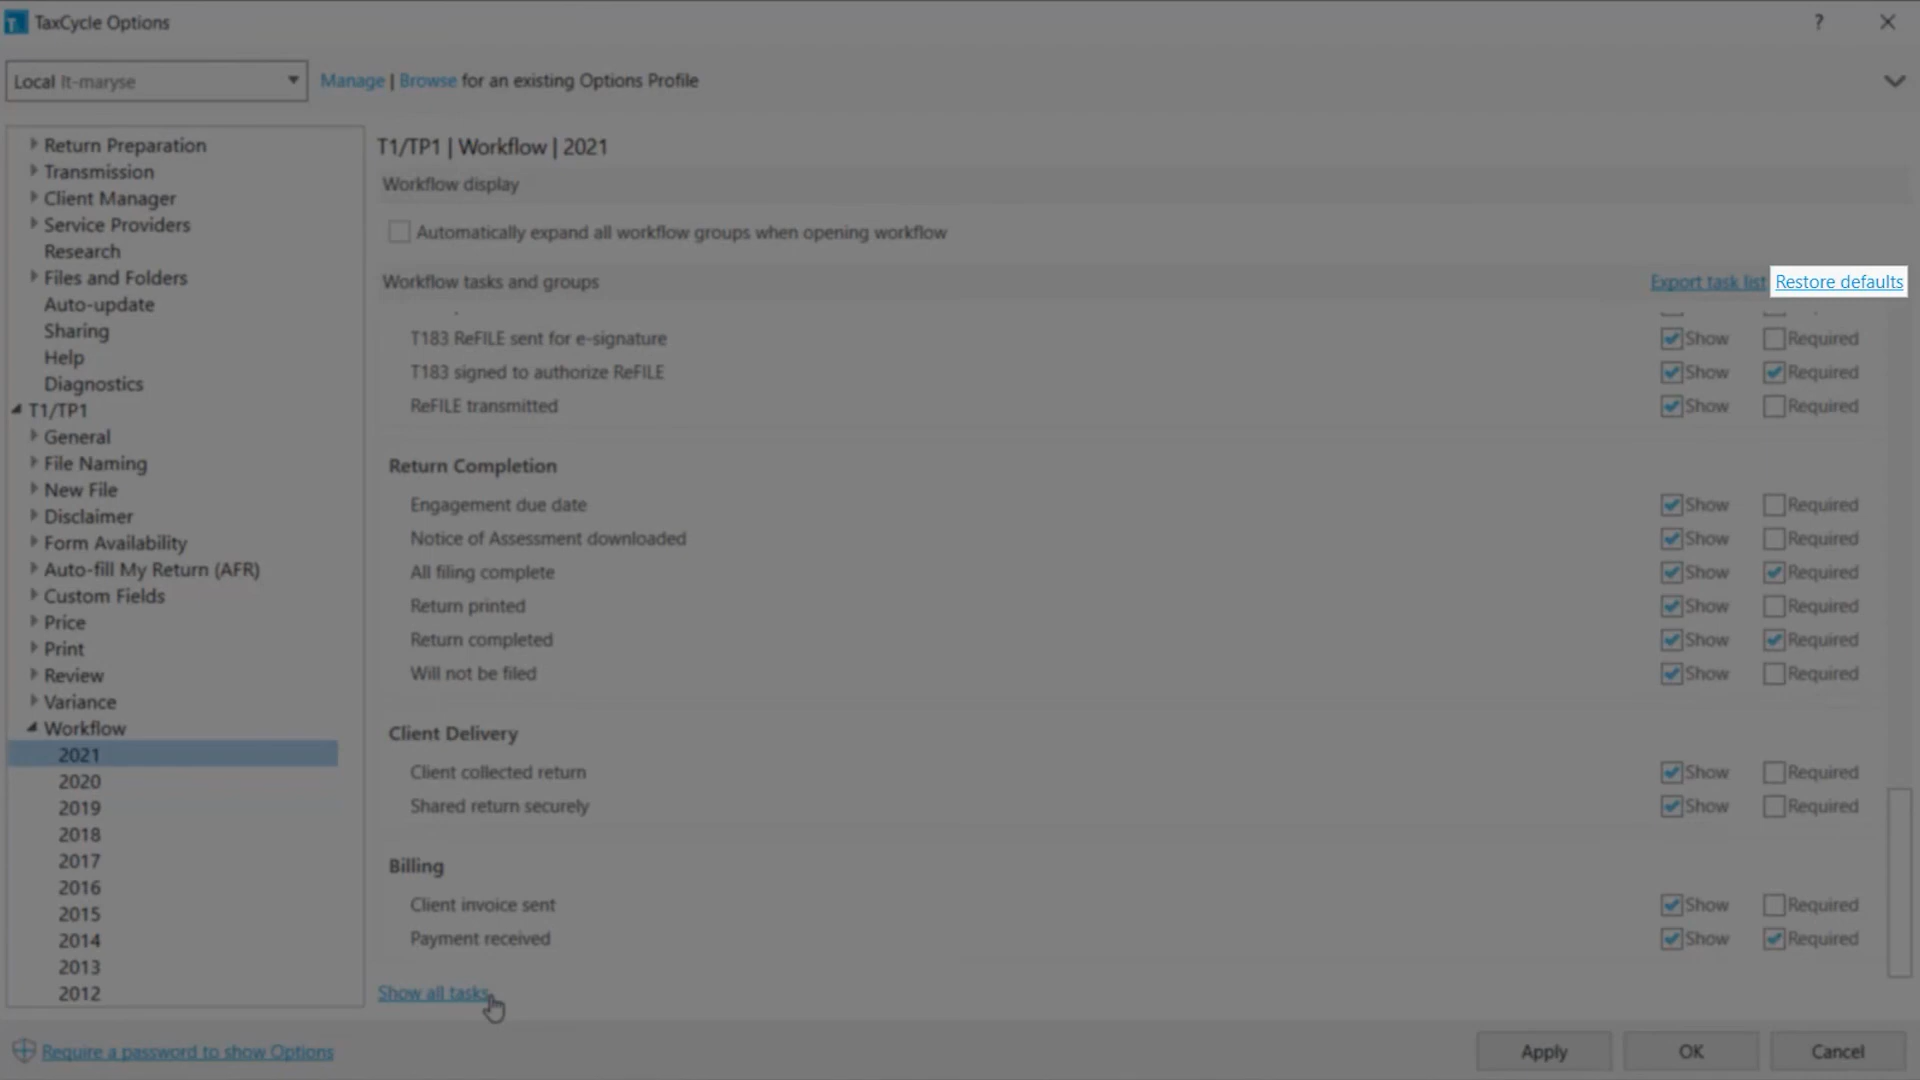 TaxCycle Options
?
Local lt-maryse
Manage | Browse for an existing Options Profile
Return Preparation
Transmission
Client Manager
Service Providers
Research
Files and Folders
Auto-update
Sharing
Help
Diagnostics
T1/TP1
General
File Naming
New File
Disclaimer
Form Availability
Auto-fill My Return (AFR)
Custom Fields
Price
Print
Review
Variance
Workflow
2021
2020
2019
2018
2017
2016
2015
2014
2013
2012
T1/TP1 | Workflow | 2021
Workflow display
Automatically expand all workflow groups when opening workflow
Workflow tasks and groups Export task list Restore defaults
T183 ReFILE sent for e-signature Show Required
T183 signed to authorize ReFILE Show Required
ReFILE transmitted Show Required
Return Completion
Engagement due date Show Required
Notice of Assessment downloaded Show Required
All filing complete Show Required
Return printed Show Required
Return completed Show Required
Will not be filed Show Required
Client Delivery
Client collected return Show Required
Shared return securely Show Required
Billing
Client invoice sent Show Required
Payment received Show Required
Show all tasks
Require a password to show Options
Apply OK Cancel